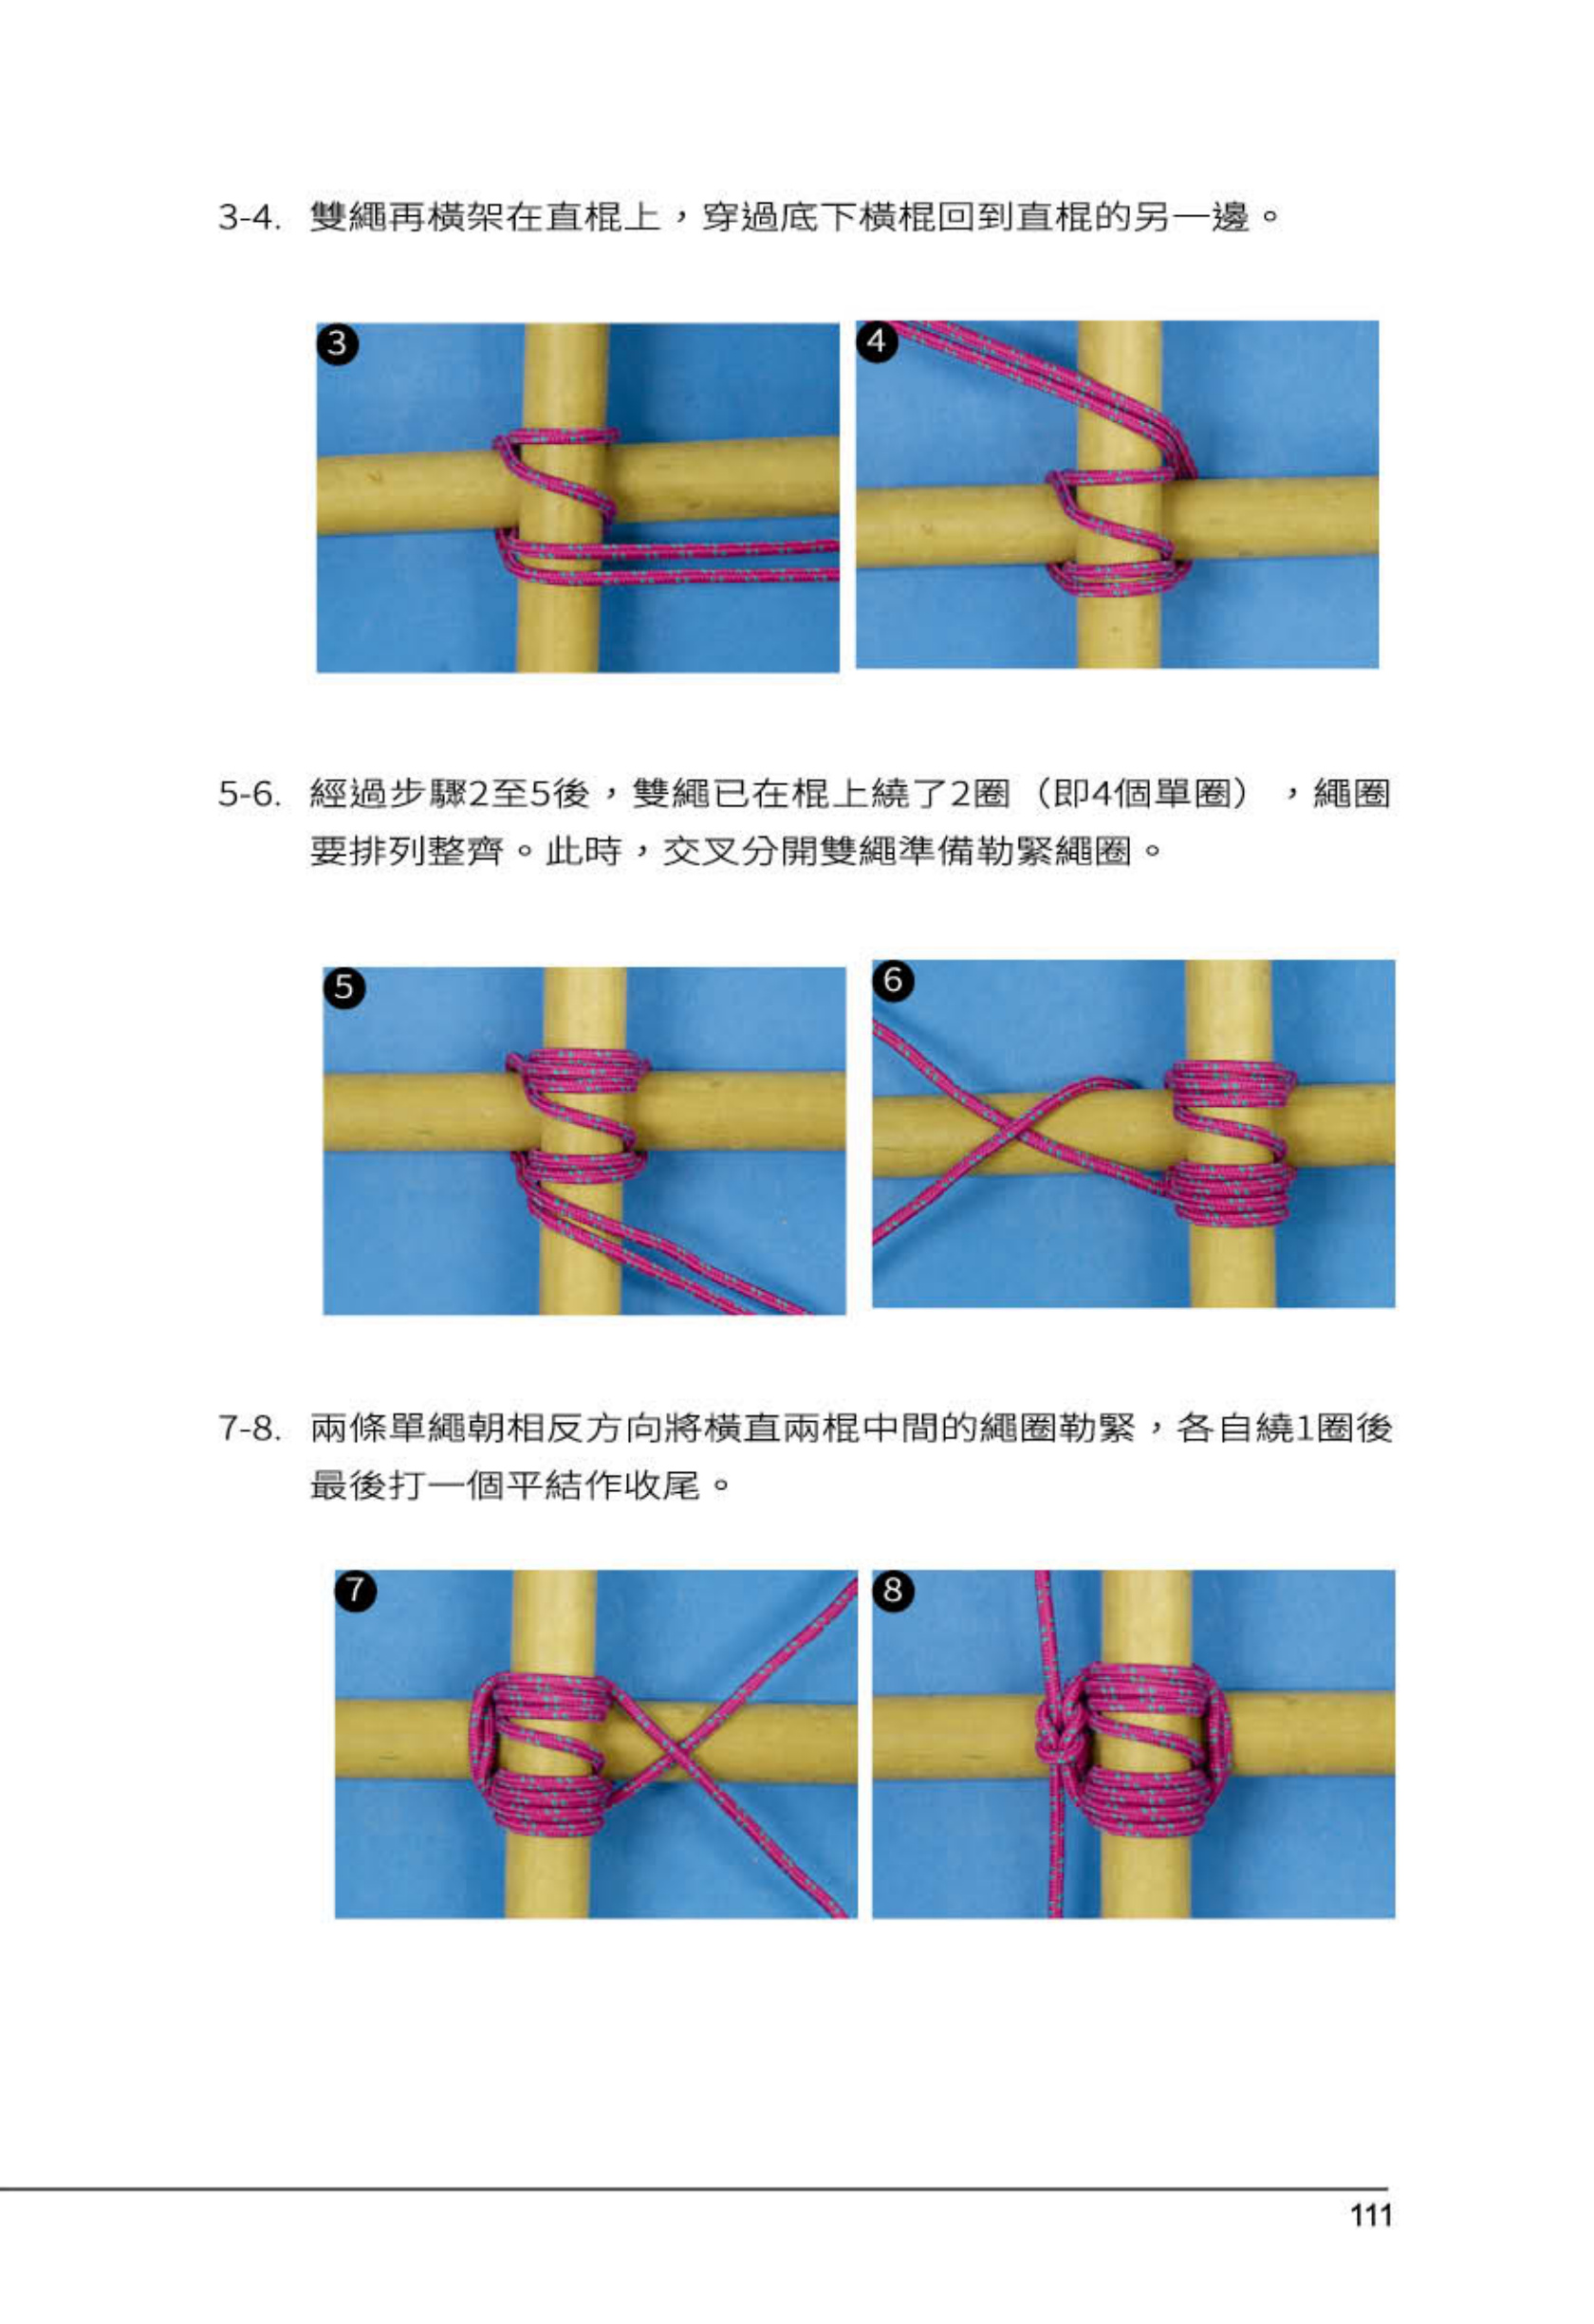 3-4. 雙繩再橫架在直棍上，穿過底下橫棍回到直棍的另一邊。
3
4
5-6. 經過步驟2至5後，雙繩已在棍上繞了2圈（即4個單圈），繩圈
要排列整齊。此時，交叉分開雙繩準備勒緊繩圈。
5
6
7-8. 兩條單繩朝相反方向將橫直兩棍中間的繩圈勒緊，各自繞1圈後
最後打一個平結作收尾。
7
8
111